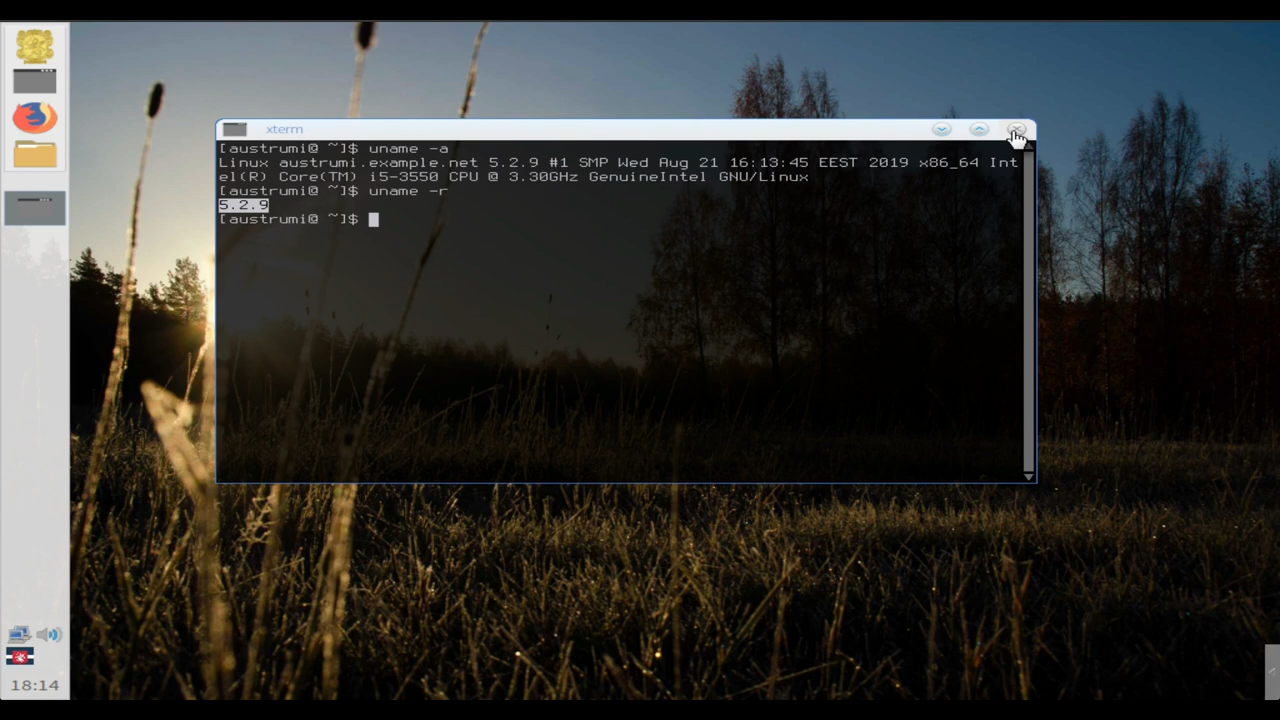 xterm
[austrumi@ ~]$ uname -a
Linux austrumi.example.net 5.2.9 #1 SMP Wed Aug 21 16:13:45 EEST 2019 x86_64 Int
el(R) Core(TM) i5-3550 CPU @ 3.30GHz GenuineIntel GNU/Linux
[austrumi@ ~]$ uname -r
5.2.9
[austrumi@ ~]$
18:14